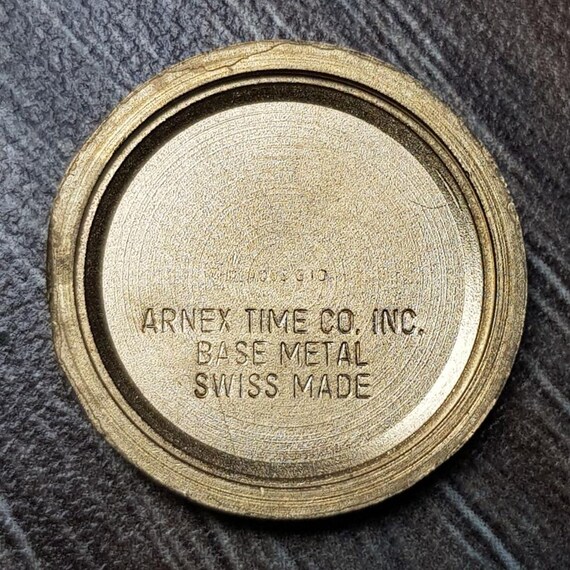 ARNEX TIME CO. INC.
BASE METAL
SWISS MADE